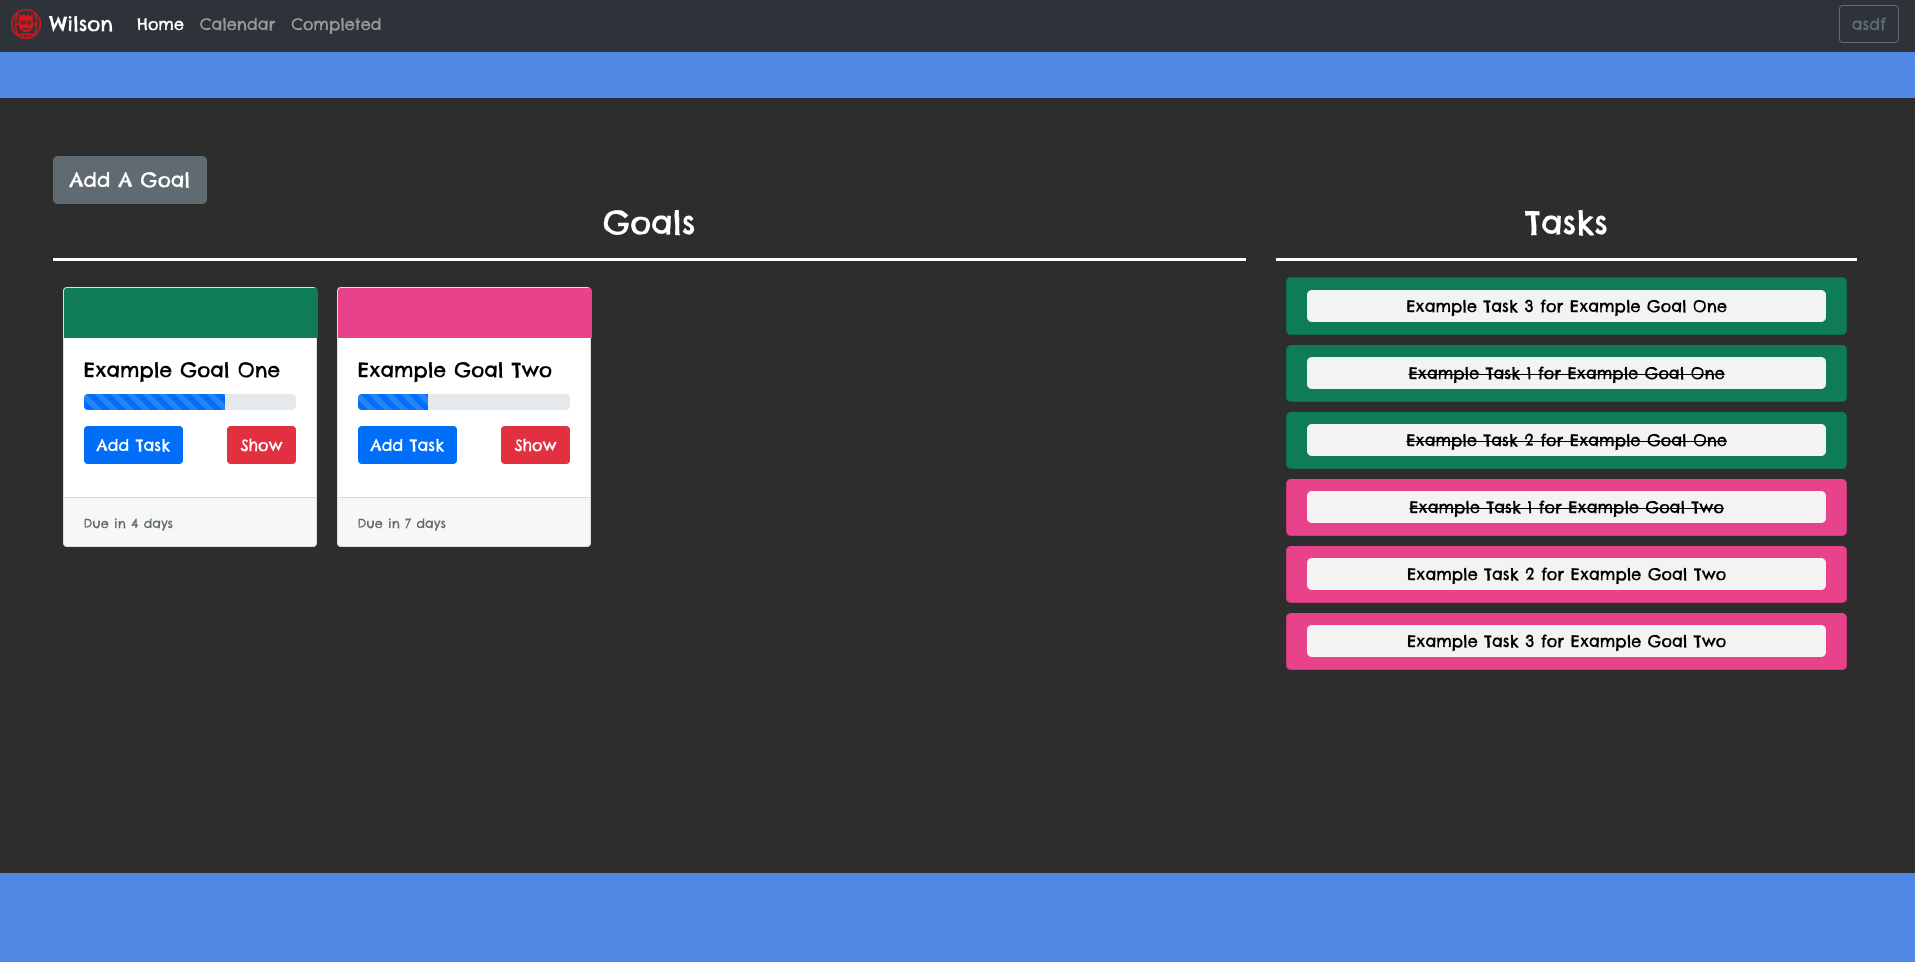 Wilson Home Calendar Completed asdf
Add A Goal
Goals
Example Goal One
Add Task Show
Due in 4 days
Example Goal Two
Add Task Show
Due in 7 days
Tasks
Example Task 3 for Example Goal One
Example Task 1 for Example Goal One
Example Task 2 for Example Goal One
Example Task 1 for Example Goal Two
Example Task 2 for Example Goal Two
Example Task 3 for Example Goal Two